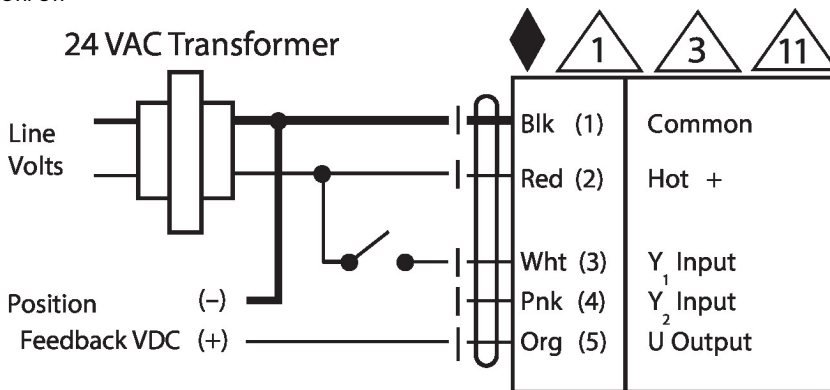 24 VAC Transformer
1 3 11
Line
Volts
Blk (1) Common
Red (2) Hot +
Wht (3) Y1 Input
Position (–) Pnk (4) Y2 Input
Feedback VDC (+) Org (5) U Output